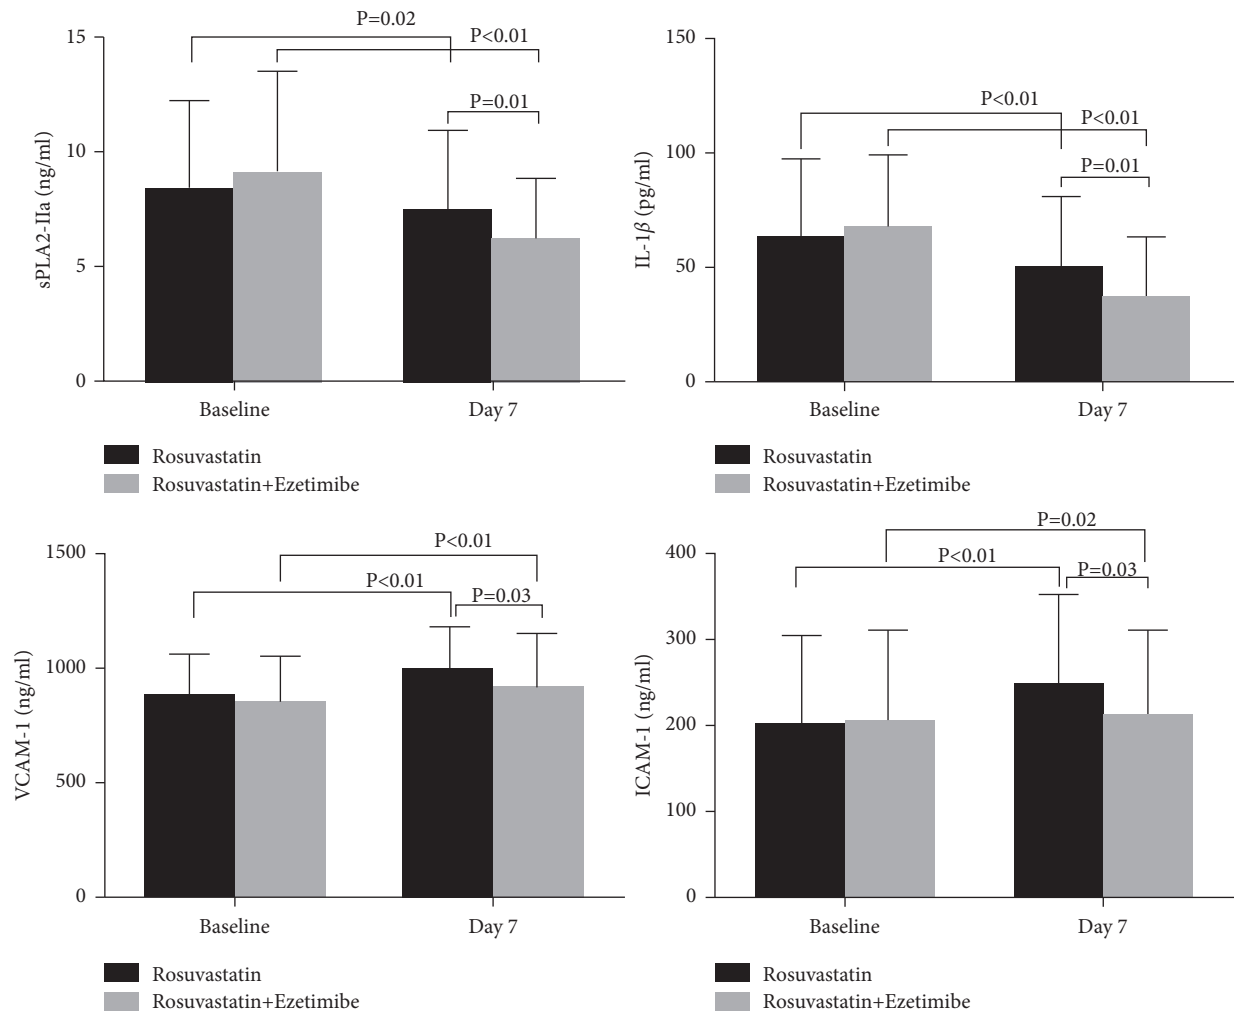 P=0.02
P<0.01
P=0.01
15
10
5
0
sPLA2-IIa (ng/ml)
Baseline
Day 7
Rosuvastatin
Rosuvastatin+Ezetimibe
P<0.01
P<0.01
P=0.01
150
100
50
0
IL-1β (pg/ml)
Baseline
Day 7
Rosuvastatin
Rosuvastatin+Ezetimibe
P<0.01
P<0.01
P=0.03
1500
1000
500
0
VCAM-1 (ng/ml)
Baseline
Day 7
Rosuvastatin
Rosuvastatin+Ezetimibe
P=0.02
P<0.01
P=0.03
400
300
200
100
0
ICAM-1 (ng/ml)
Baseline
Day 7
Rosuvastatin
Rosuvastatin+Ezetimibe